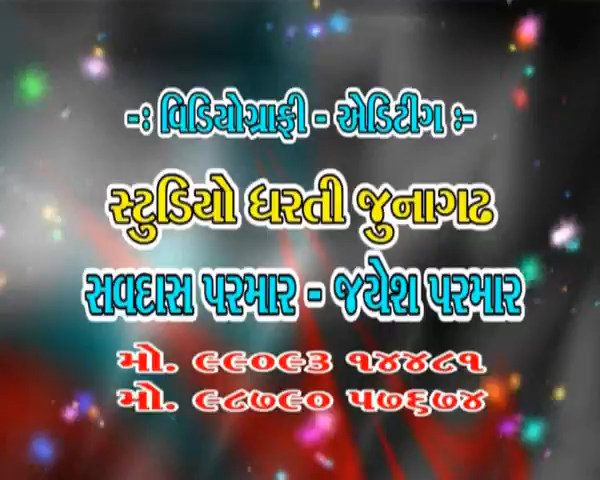 -: વિડિયોગ્રાફી - એડિટીગ :-
સ્ટુડિયો ધરતી જુનાગઢ
સવદાસ પરમાર - જયેશ પરમાર
મો. ૯૯૦૯૩ ૧૪૪૮૧
મો. ૯૮૭૯૦ ૫૭૬૭૪